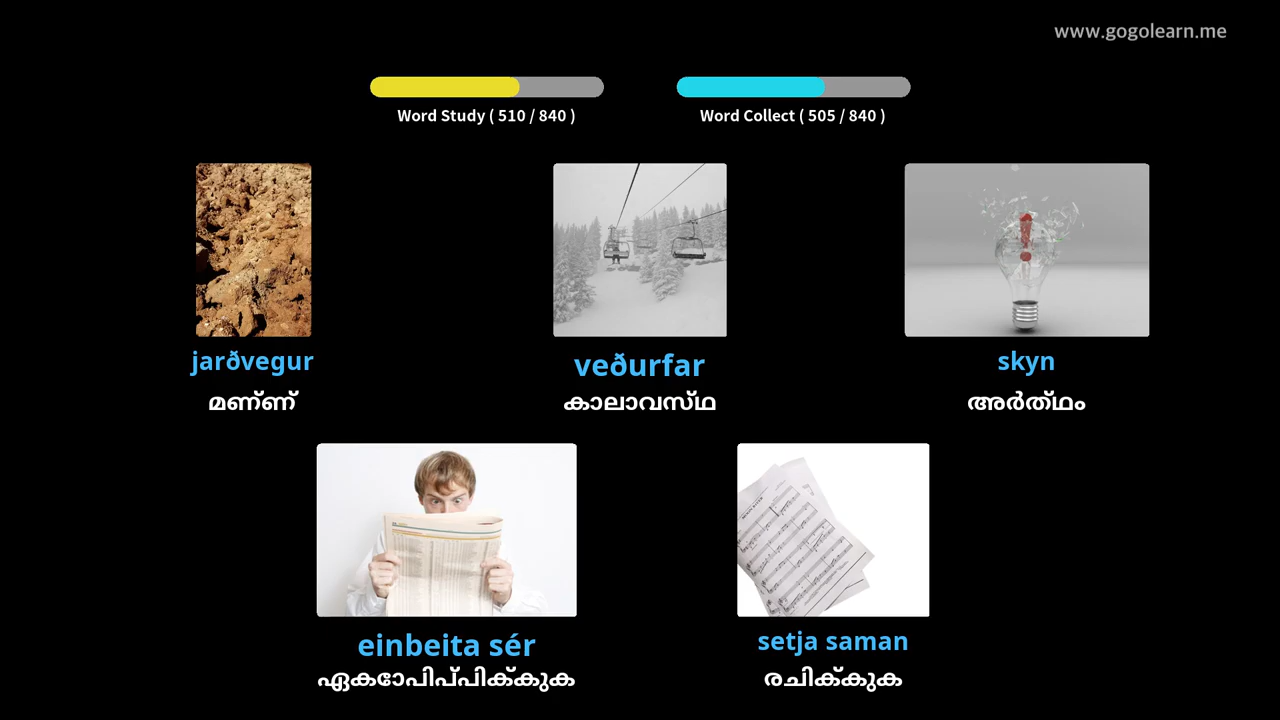 www.gogolearn.me
Word Study ( 510 / 840 )
Word Collect ( 505 / 840 )
jarðvegur
veðurfar
skyn
മണ്ണ്
കാലാവസ്ഥ
അർത്ഥം
einbeita sér
setja saman
ഏകോപിപ്പിക്കുക
രചിക്കുക